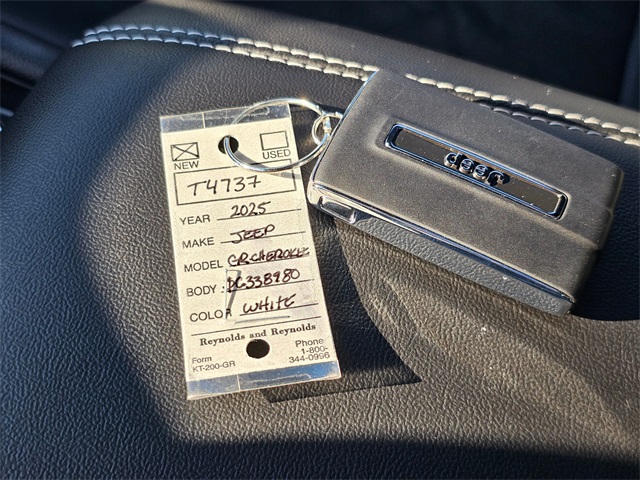 NEW USED
T4737
YEAR 2025
MAKE JEEP
MODEL GR CHEROKEE
BODY
COLOR WHITE
Reynolds and Reynolds
Form
KT-200-GR
Phone
1-800-
344-0996
Jeep